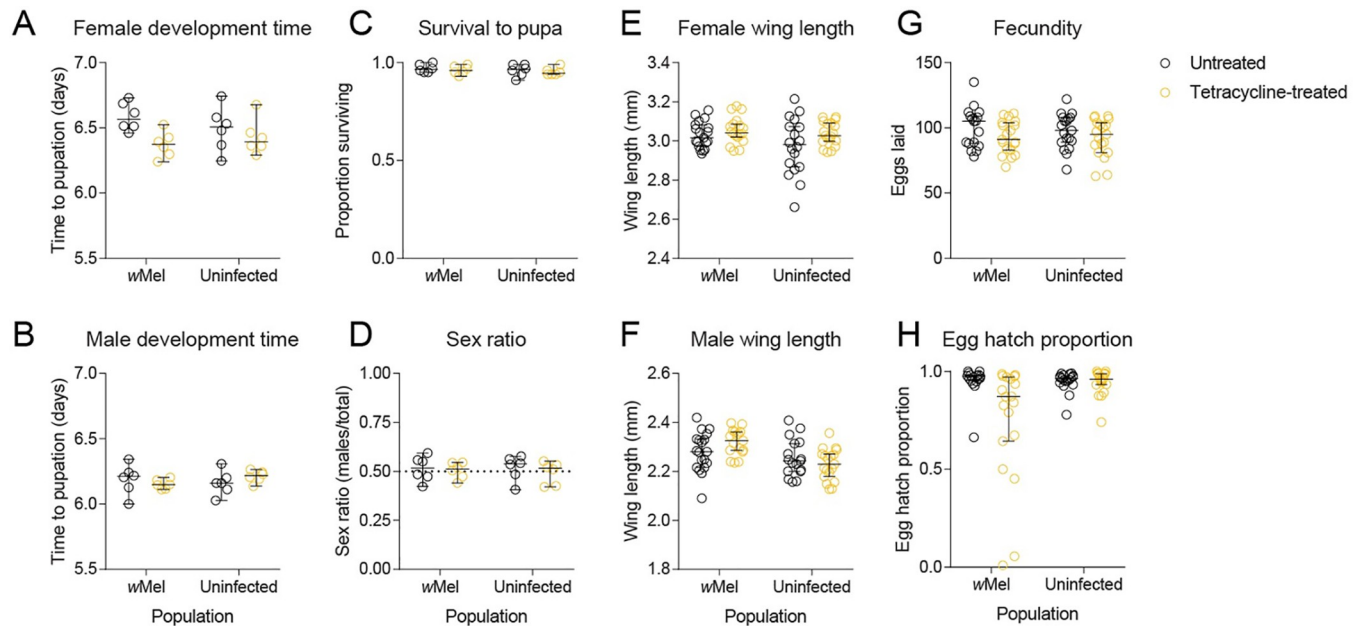 A Female development time
Time to pupation (days)
7.0
6.5
6.0
5.5
wMel Uninfected
C Survival to pupa
Proportion surviving
1.0
0.5
0.0
wMel Uninfected
E Female wing length
Wing length (mm)
3.4
3.2
3.0
2.8
2.6
2.4
wMel Uninfected
G Fecundity
Eggs laid
150
100
50
0
wMel Uninfected
Untreated
Tetracycline-treated
B Male development time
Time to pupation (days)
7.0
6.5
6.0
5.5
wMel Uninfected
Population
D Sex ratio
Sex ratio (males/total)
1.00
0.75
0.50
0.25
0.00
wMel Uninfected
Population
F Male wing length
Wing length (mm)
2.6
2.4
2.2
2.0
1.8
wMel Uninfected
Population
H Egg hatch proportion
Egg hatch proportion
1.0
0.5
0.0
wMel Uninfected
Population